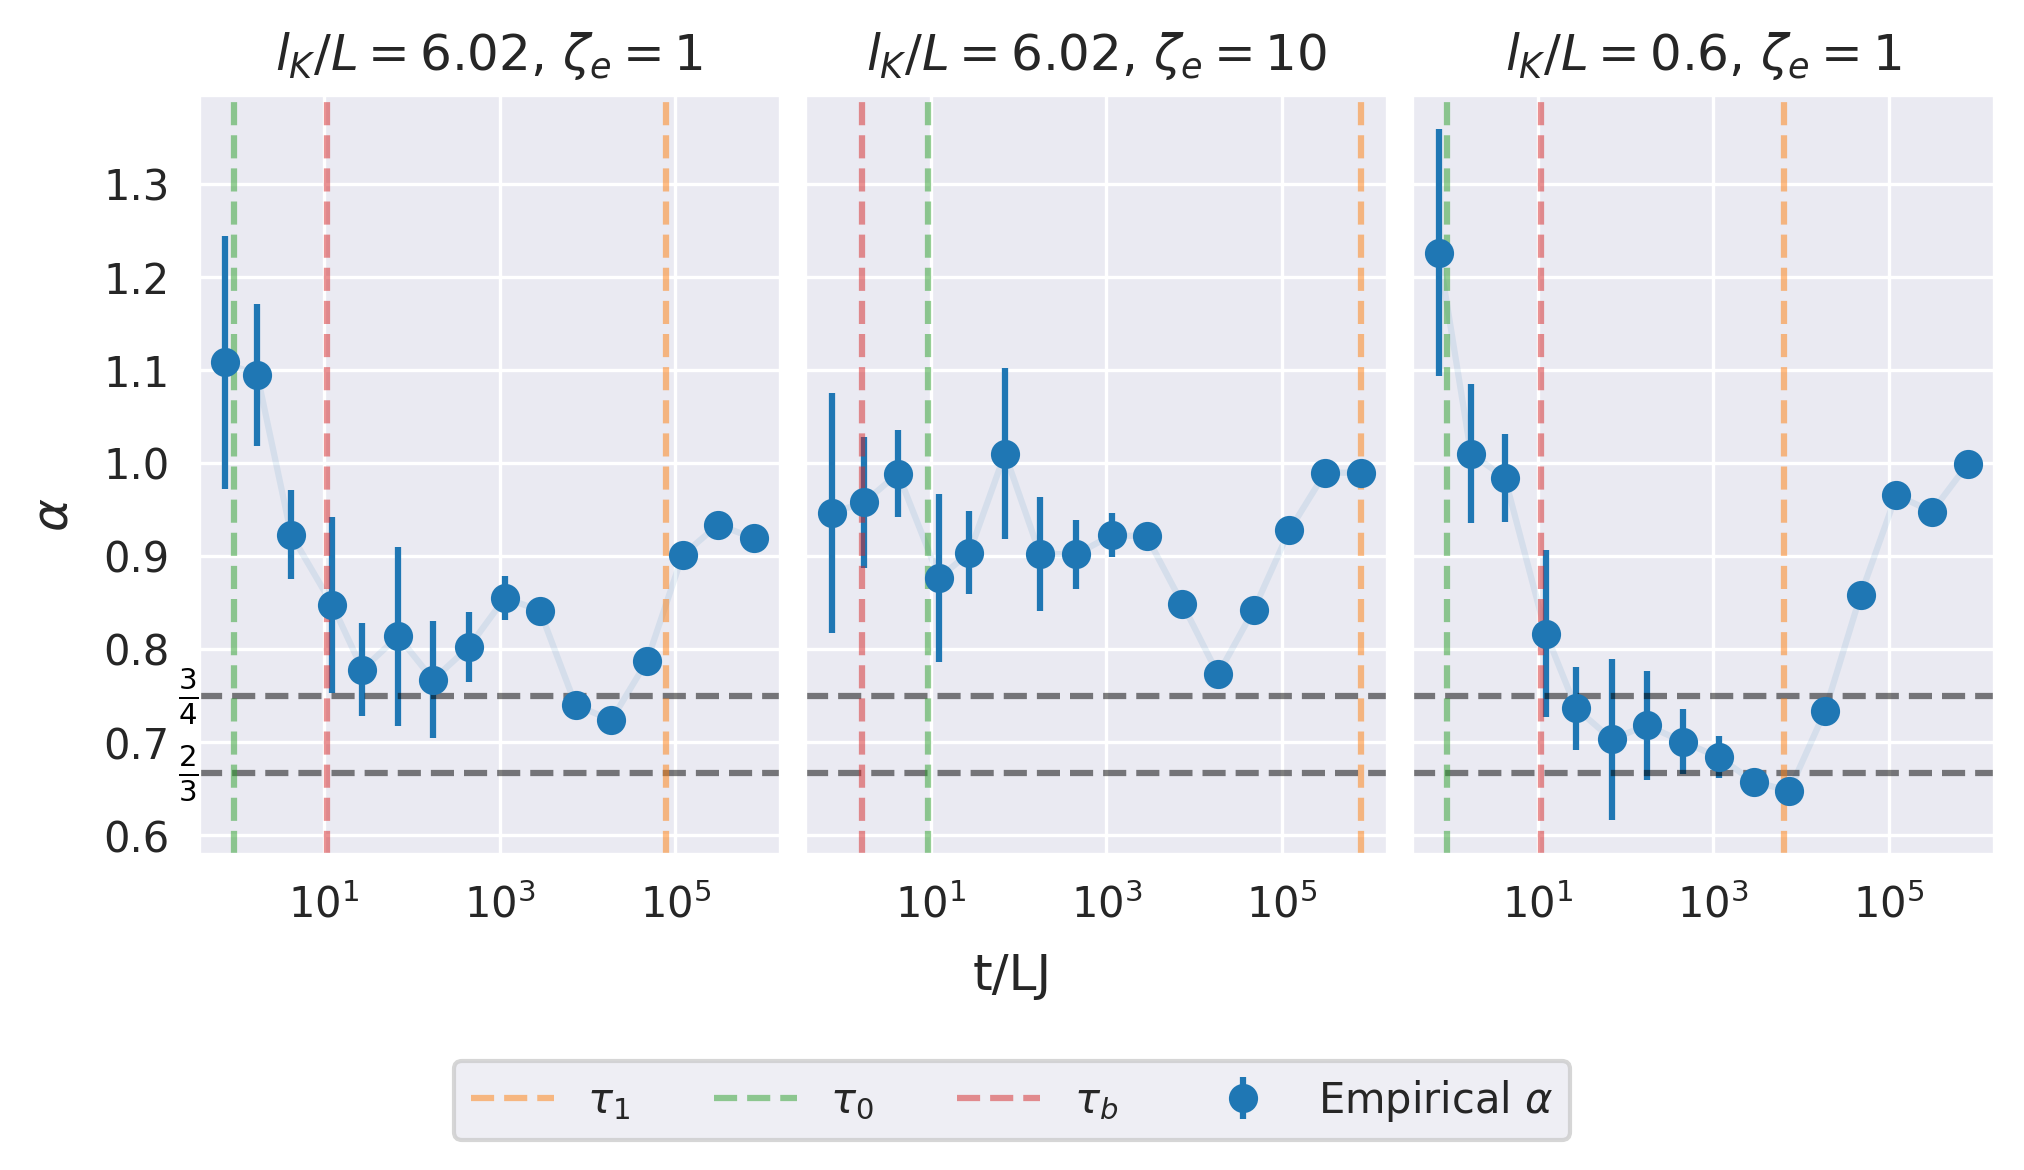 l_K/L = 6.02, ζ_e = 1
l_K/L = 6.02, ζ_e = 10
l_K/L = 0.6, ζ_e = 1
α
1.3
1.2
1.1
1.0
0.9
0.8
3/4
0.7
2/3
0.6
10^1 10^3 10^5
10^1 10^3 10^5
10^1 10^3 10^5
t/LJ
τ_1 τ_0 τ_b Empirical α